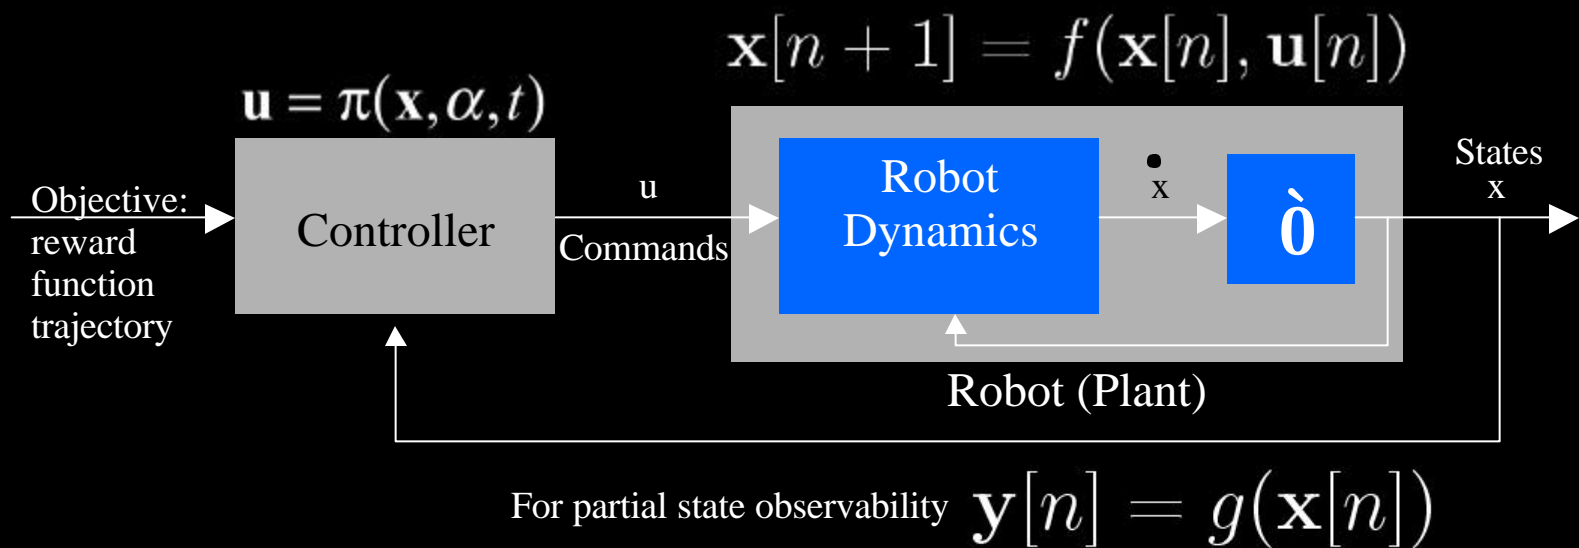 x[n + 1] = f(x[n], u[n])
u = π(x, α, t)
Objective:
reward
function
trajectory
Controller
u
Commands
Robot
Dynamics
ẋ
ò
States
x
Robot (Plant)
For partial state observability y[n] = g(x[n])